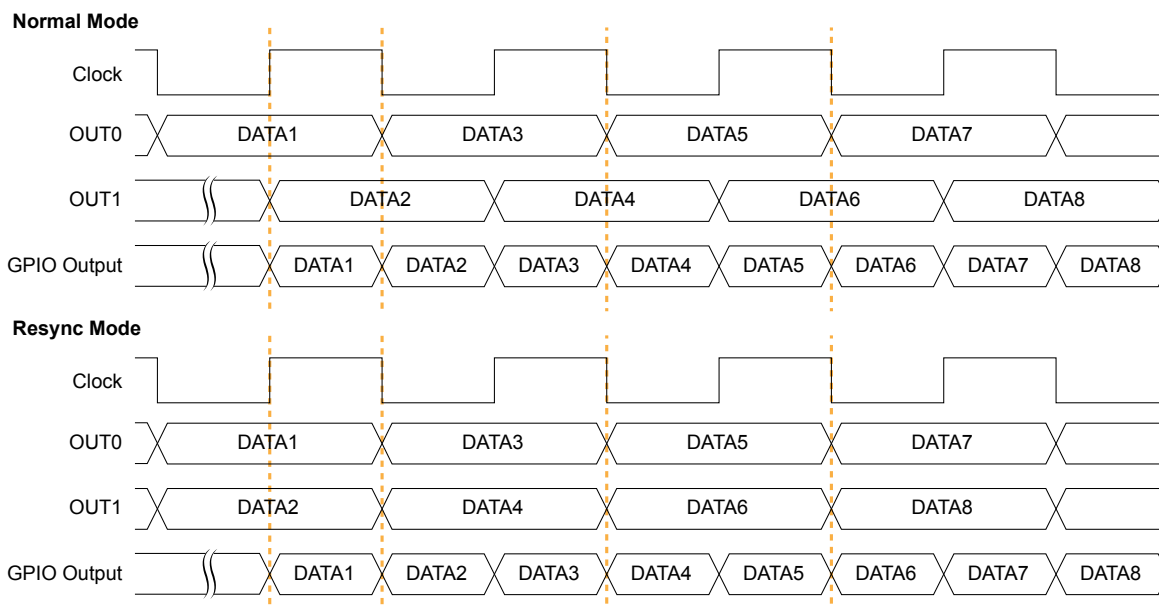 Normal Mode
Clock
OUT0 DATA1 DATA3 DATA5 DATA7
OUT1 DATA2 DATA4 DATA6 DATA8
GPIO Output DATA1 DATA2 DATA3 DATA4 DATA5 DATA6 DATA7 DATA8
Resync Mode
Clock
OUT0 DATA1 DATA3 DATA5 DATA7
OUT1 DATA2 DATA4 DATA6 DATA8
GPIO Output DATA1 DATA2 DATA3 DATA4 DATA5 DATA6 DATA7 DATA8